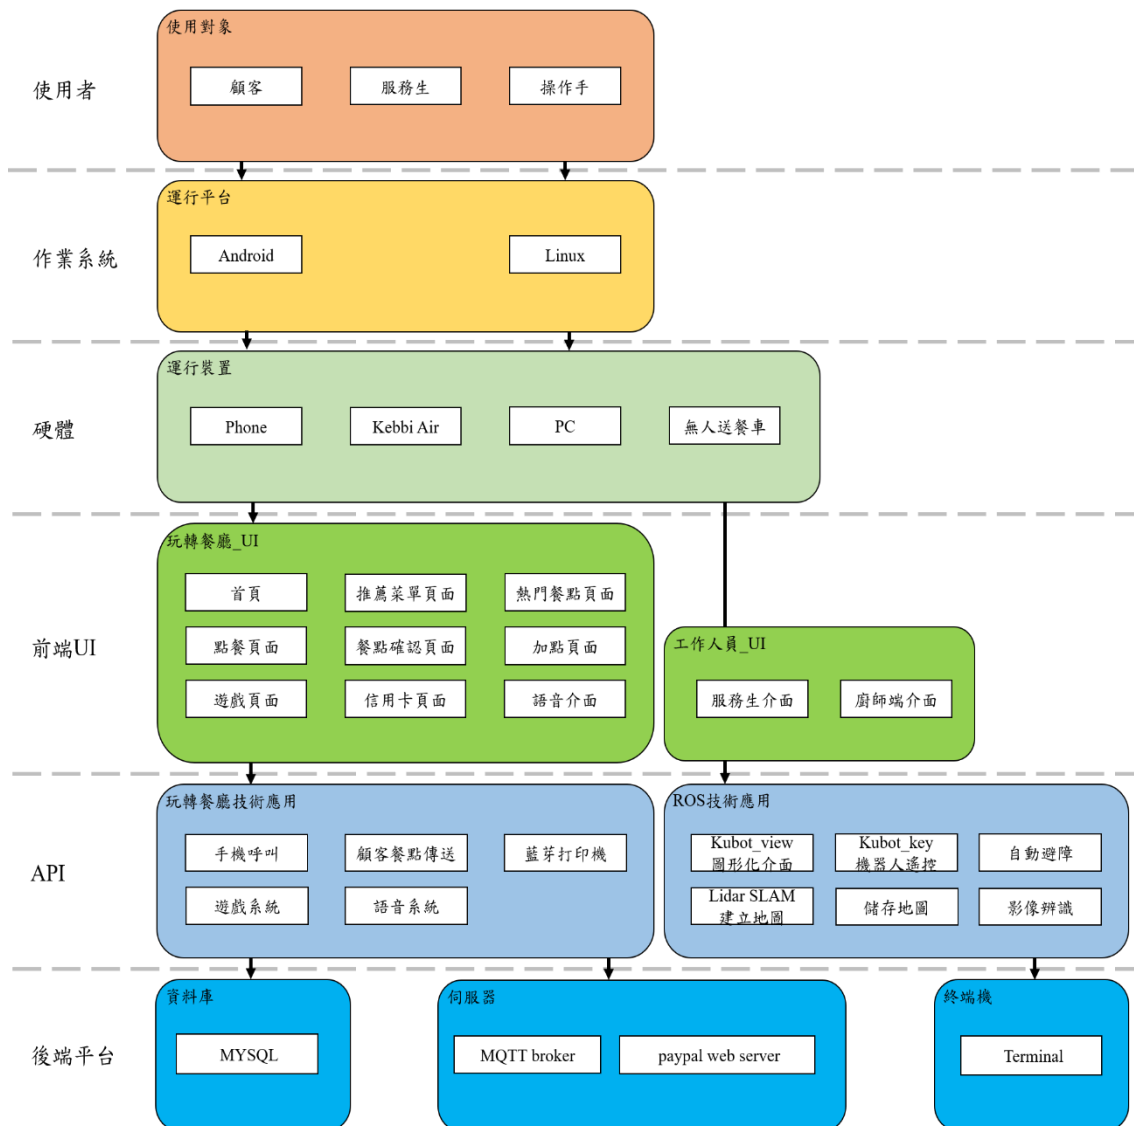 使用對象
使用者
顧客
服務生
操作手
運行平台
作業系統
Android
Linux
運行裝置
硬體
Phone
Kebbi Air
PC
無人送餐車
玩轉餐廳_UI
首頁
推薦菜單頁面
熱門餐點頁面
前端UI
點餐頁面
餐點確認頁面
加點頁面
遊戲頁面
信用卡頁面
語音介面
工作人員_UI
服務生介面
廚師端介面
玩轉餐廳技術應用
API
手機呼叫
顧客餐點傳送
藍芽打印機
遊戲系統
語音系統
ROS技術應用
Kubot_view
圖形化介面
Kubot_key
機器人遙控
自動避障
Lidar SLAM
建立地圖
儲存地圖
影像辨識
後端平台
資料庫
MYSQL
伺服器
MQTT broker
paypal web server
終端機
Terminal